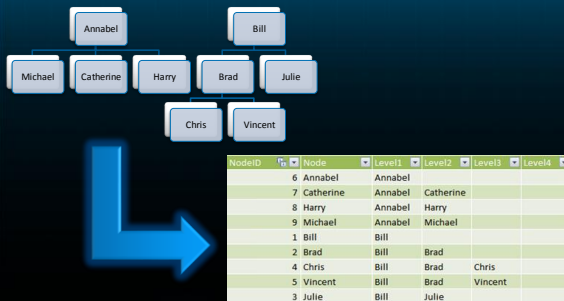 Annabel Bill
Michael Catherine Harry Brad Julie
Chris Vincent
NodeID Node Level1 Level2 Level3 Level4
6 Annabel Annabel
7 Catherine Annabel Catherine
8 Harry Annabel Harry
9 Michael Annabel Michael
1 Bill Bill
2 Brad Bill Brad
4 Chris Bill Brad Chris
5 Vincent Bill Brad Vincent
3 Julie Bill Julie